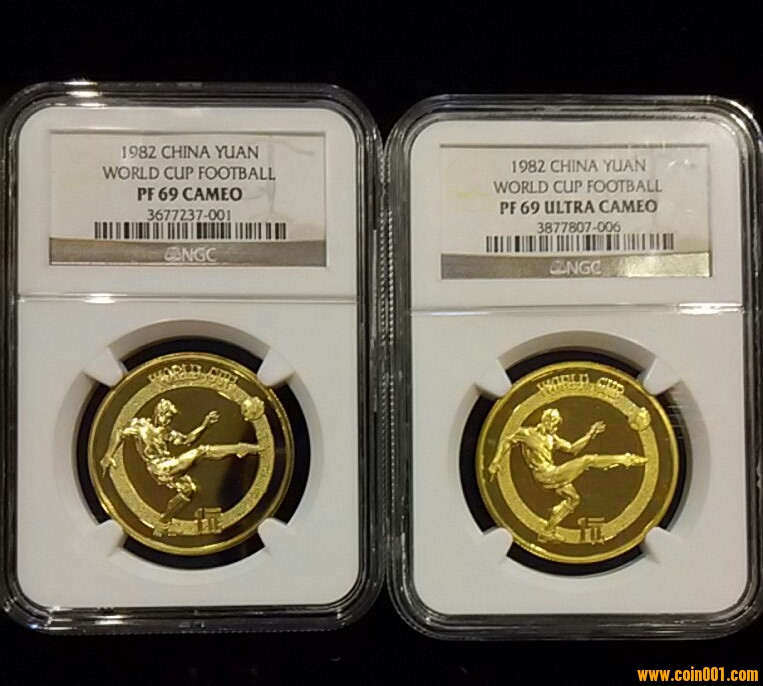 1982 CHINA YUAN
WORLD CUP FOOTBALL
PF 69 CAMEO
3677237-001
NGC
WORLD CUP
1元
1982 CHINA YUAN
WORLD CUP FOOTBALL
PF 69 ULTRA CAMEO
3877807-006
NGC
WORLD CUP
1元
www.coin001.com